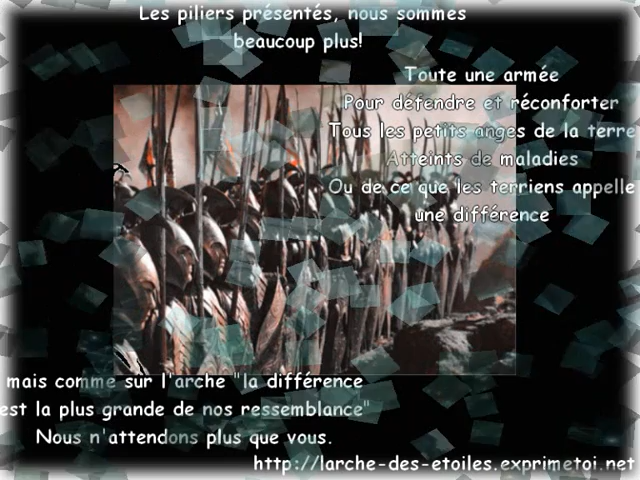 Les piliers présentés, nous sommes
beaucoup plus!
Toute une armée
Pour défendre et réconforter
Tous les petits anges de la terre
Atteints de maladies
Ou de ce que les terriens appelle
une différence
mais comme sur l'arche "la différence
est la plus grande de nos ressemblance"
Nous n'attendons plus que vous.
http://larche-des-etoiles.exprimetoi.net